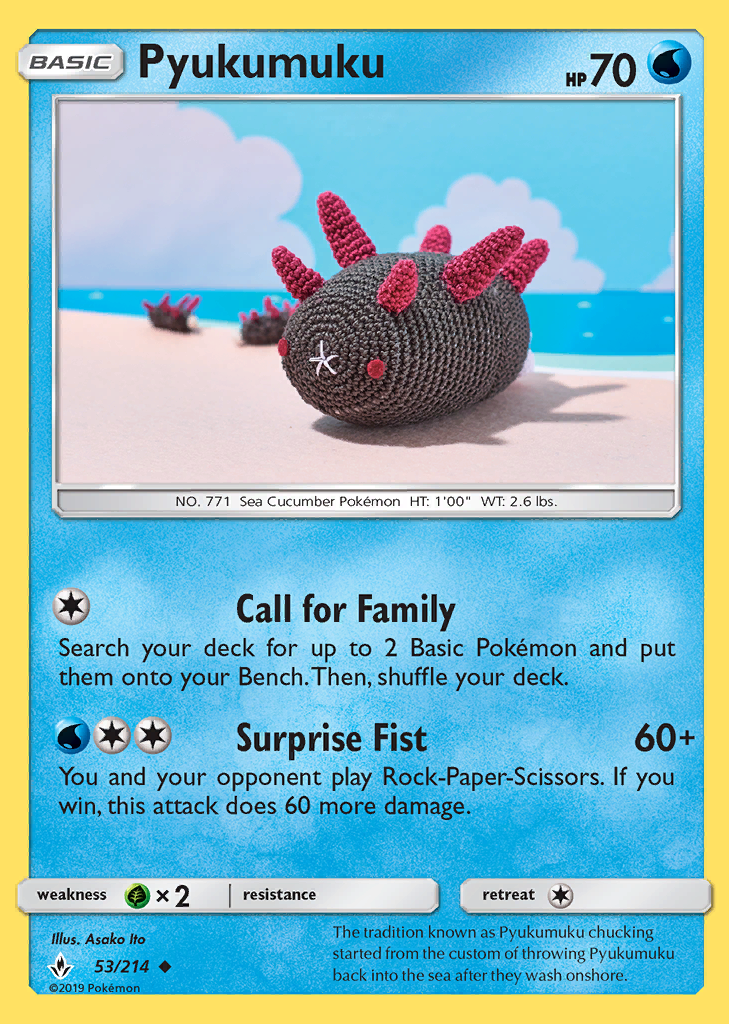 BASIC
Pyukumuku
HP 70
NO. 771 Sea Cucumber Pokémon HT: 1'00" WT: 2.6 lbs.
Call for Family
Search your deck for up to 2 Basic Pokémon and put
them onto your Bench. Then, shuffle your deck.
Surprise Fist 60+
You and your opponent play Rock-Paper-Scissors. If you
win, this attack does 60 more damage.
weakness ×2 resistance retreat
Illus. Asako Ito
53/214
©2019 Pokémon
The tradition known as Pyukumuku chucking
started from the custom of throwing Pyukumuku
back into the sea after they wash onshore.